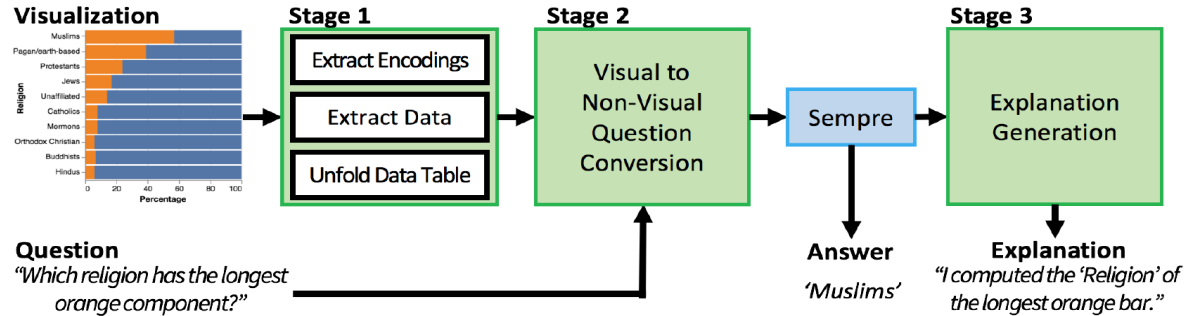 Visualization
Muslims
Pagan/earth-based
Protestants
Jews
Unaffiliated
Catholics
Mormons
Orthodox Christian
Buddhists
Hindus
Religion
0 20 40 60 80 100
Percentage
Stage 1
Extract Encodings
Extract Data
Unfold Data Table
Stage 2
Visual to
Non-Visual
Question
Conversion
Sempre
Stage 3
Explanation
Generation
Question
“Which religion has the longest
orange component?”
Answer
‘Muslims’
Explanation
“I computed the ‘Religion’ of
the longest orange bar.”